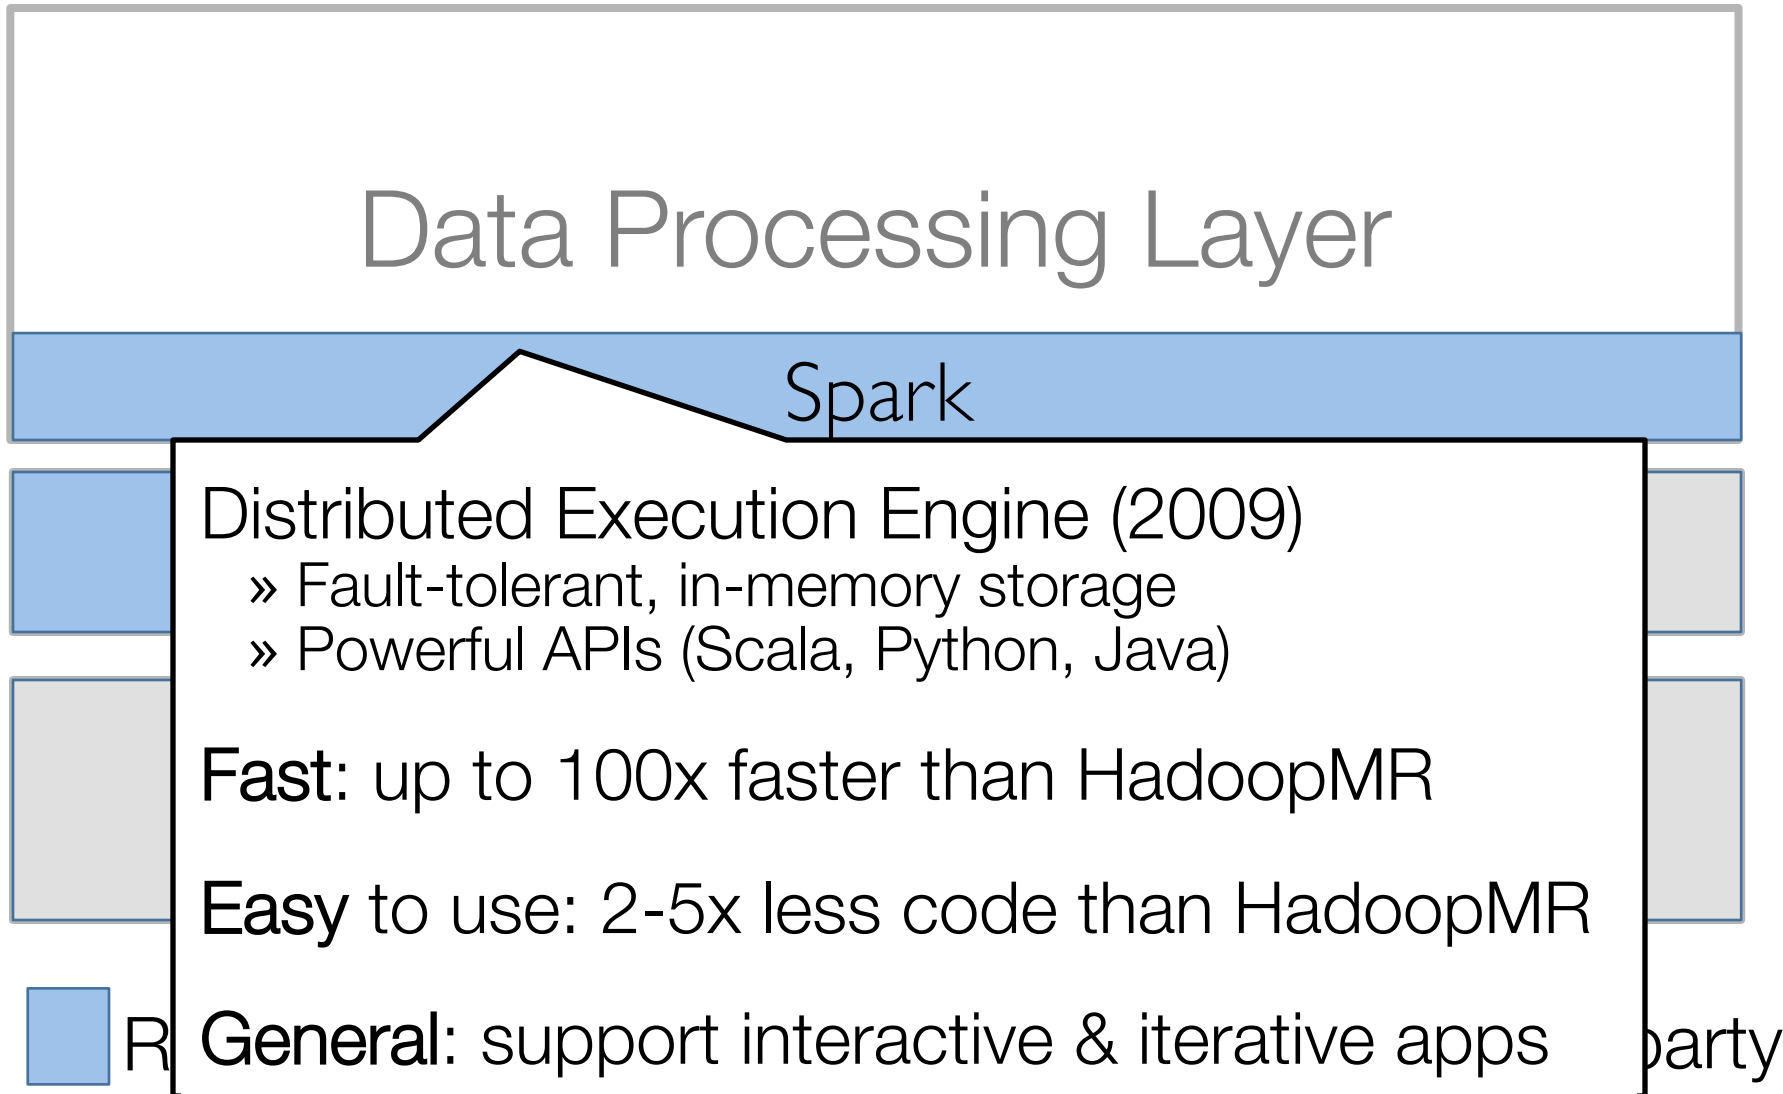 Data Processing Layer
Spark
Distributed Execution Engine (2009)
» Fault-tolerant, in-memory storage
» Powerful APIs (Scala, Python, Java)
Fast: up to 100x faster than HadoopMR
Easy to use: 2-5x less code than HadoopMR
General: support interactive & iterative apps
party